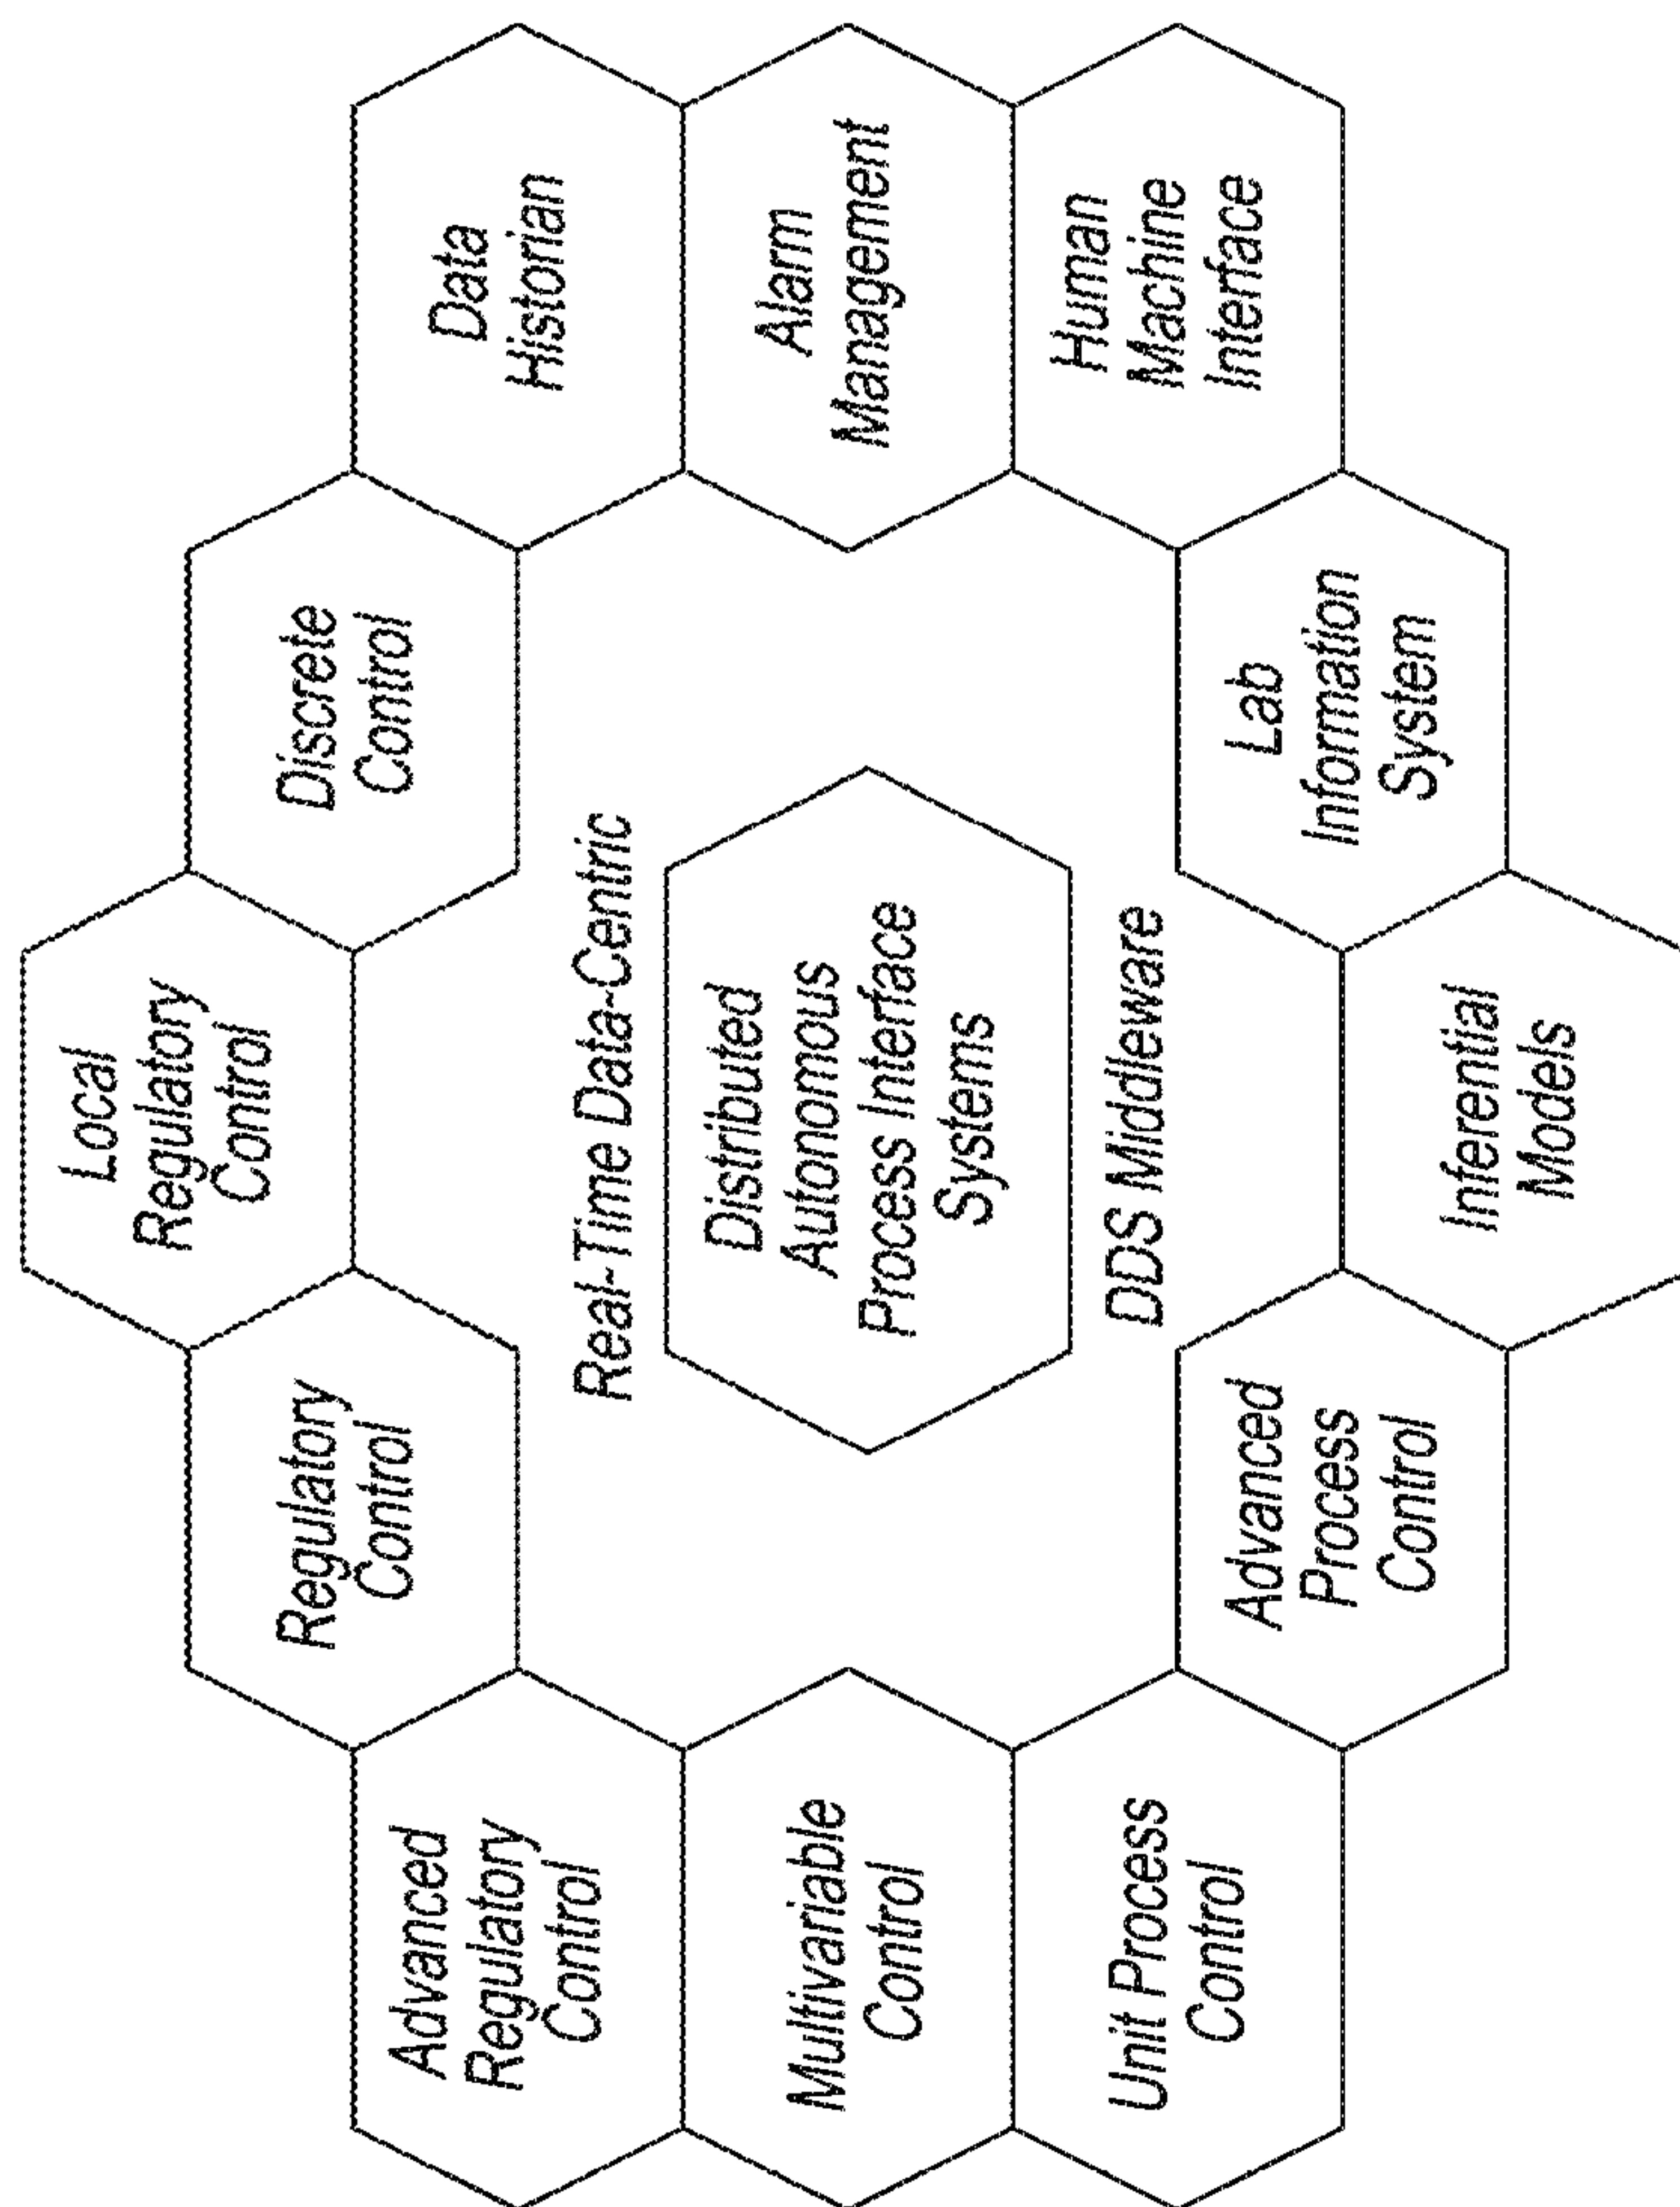 Local
Regulatory
Control
Regulatory
Control
Discrete
Control
Advanced
Regulatory
Control
Data
Historian
Real-Time Data-Centric
Multivariable
Control
Distributed
Autonomous
Process Interface
Systems
Alarm
Management
DDS Middleware
Unit Process
Control
Human
Machine
Interface
Advanced
Process
Control
Lab
Information
System
Inferential
Models